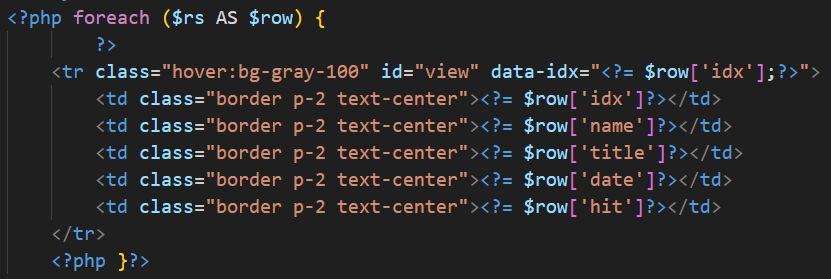 <?php foreach ($rs AS $row) {
?>
<tr class="hover:bg-gray-100" id="view" data-idx="<?= $row['idx'];?>">
<td class="border p-2 text-center"><?= $row['idx']?></td>
<td class="border p-2 text-center"><?= $row['name']?></td>
<td class="border p-2 text-center"><?= $row['title']?></td>
<td class="border p-2 text-center"><?= $row['date']?></td>
<td class="border p-2 text-center"><?= $row['hit']?></td>
</tr>
<?php }?>